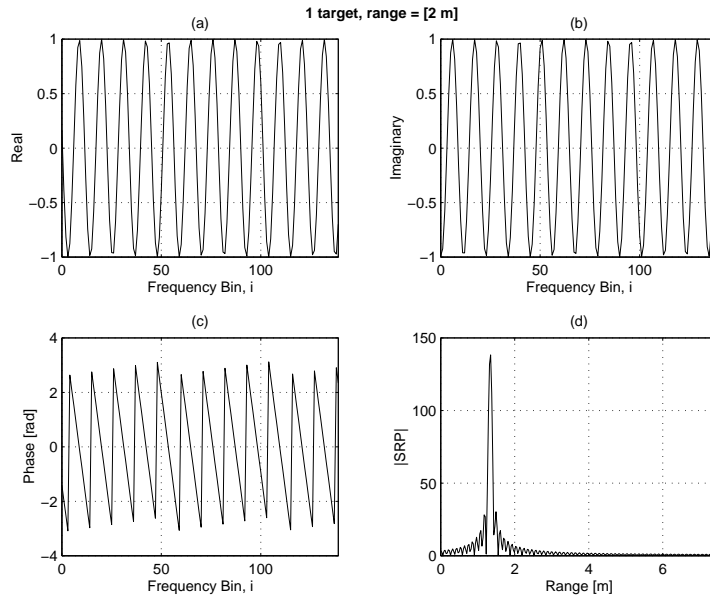 1 target, range = [2 m]
(a)
1
0.5
0
−0.5
−1
0
50
100
Real
Frequency Bin, i
(b)
1
0.5
0
−0.5
−1
0
50
100
Imaginary
Frequency Bin, i
(c)
4
2
0
−2
−4
0
50
100
Phase [rad]
Frequency Bin, i
(d)
150
100
50
0
0
2
4
6
|SRP|
Range [m]